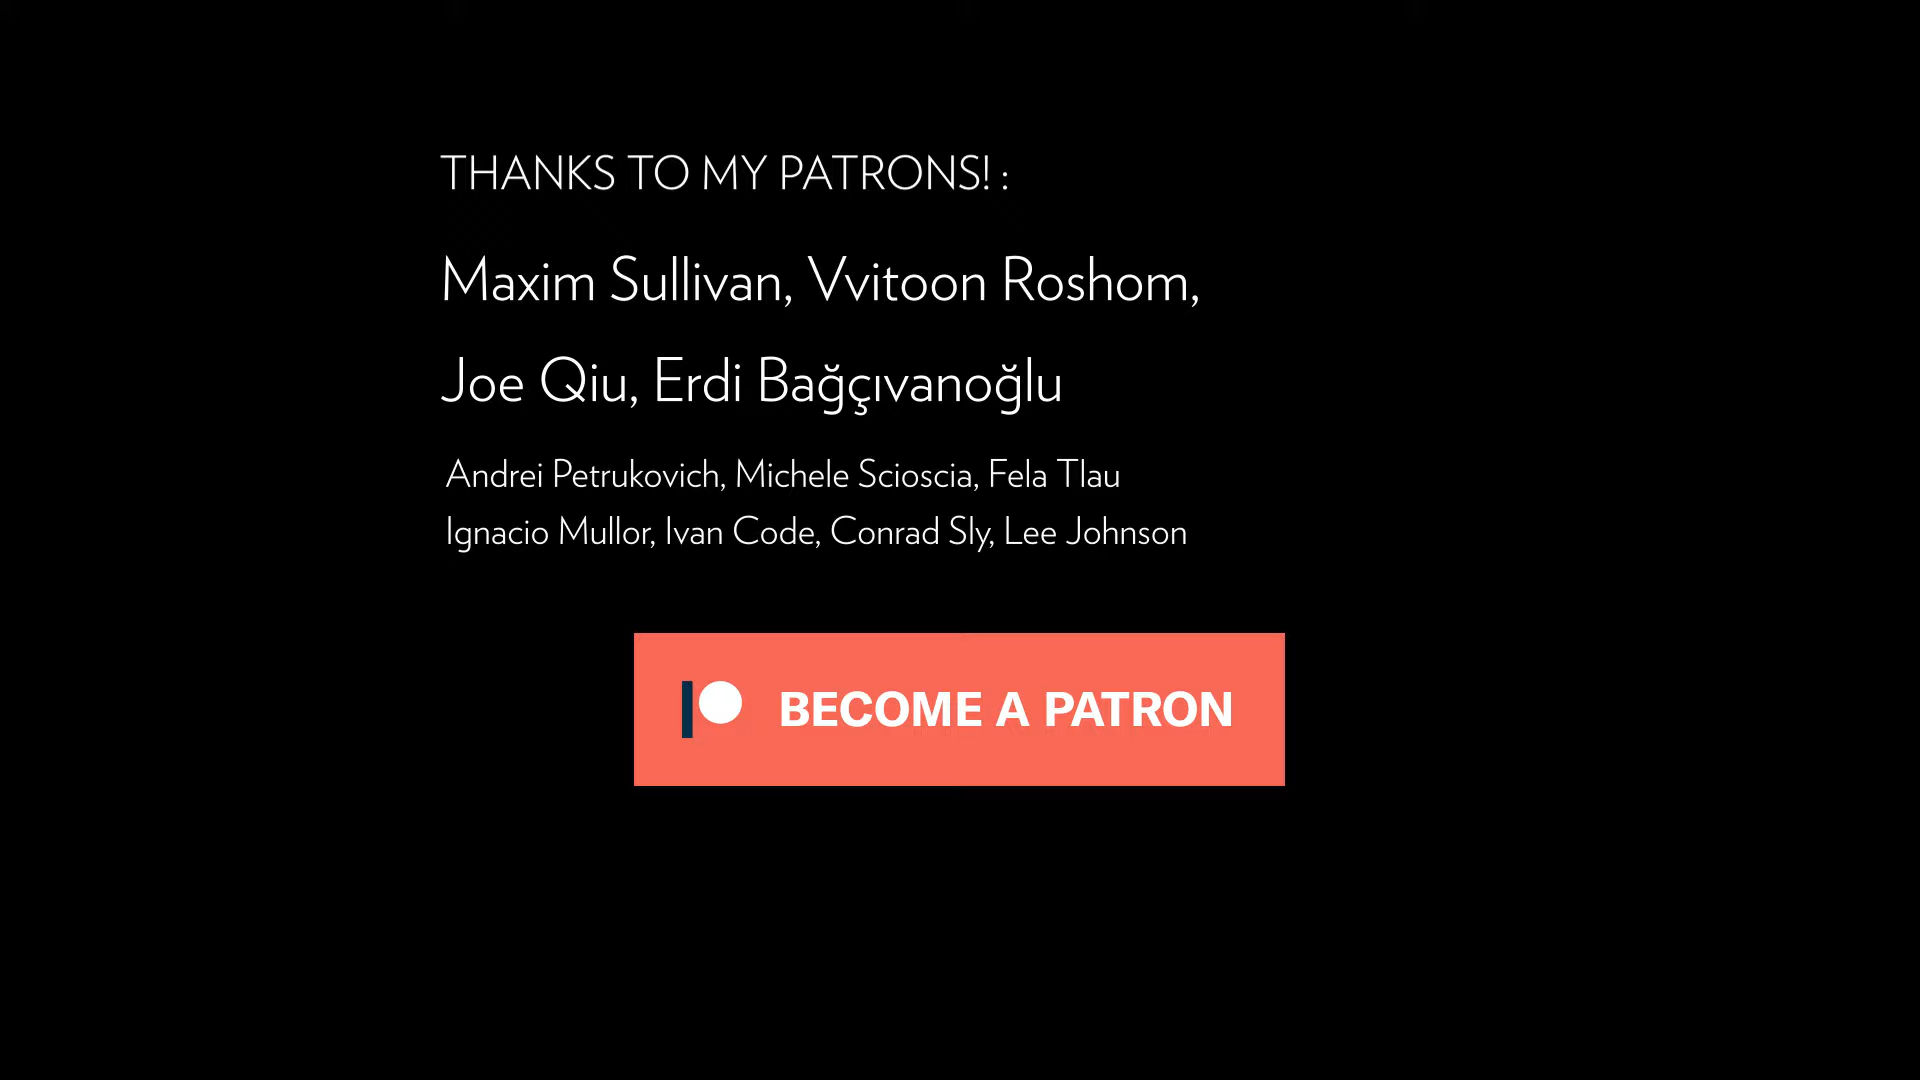 THANKS TO MY PATRONS! :
Maxim Sullivan, Vvitoon Roshom,
Joe Qiu, Erdi Bağçıvanoğlu
Andrei Petrukovich, Michele Scioscia, Fela Tlau
Ignacio Mullor, Ivan Code, Conrad Sly, Lee Johnson
BECOME A PATRON